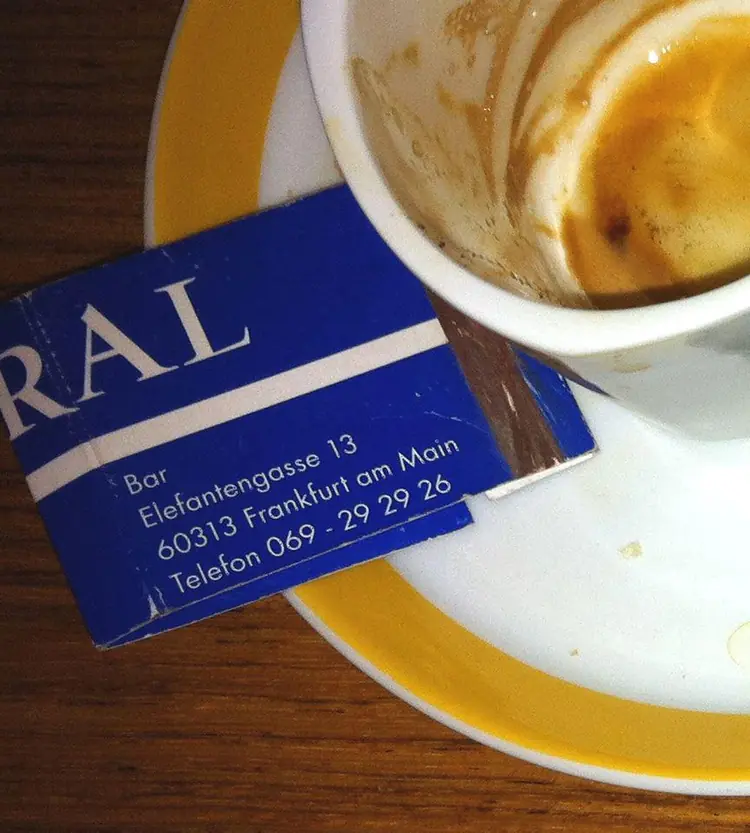 RAL
Bar
Elefantengasse 13
60313 Frankfurt am Main
Telefon 069 - 29 29 26